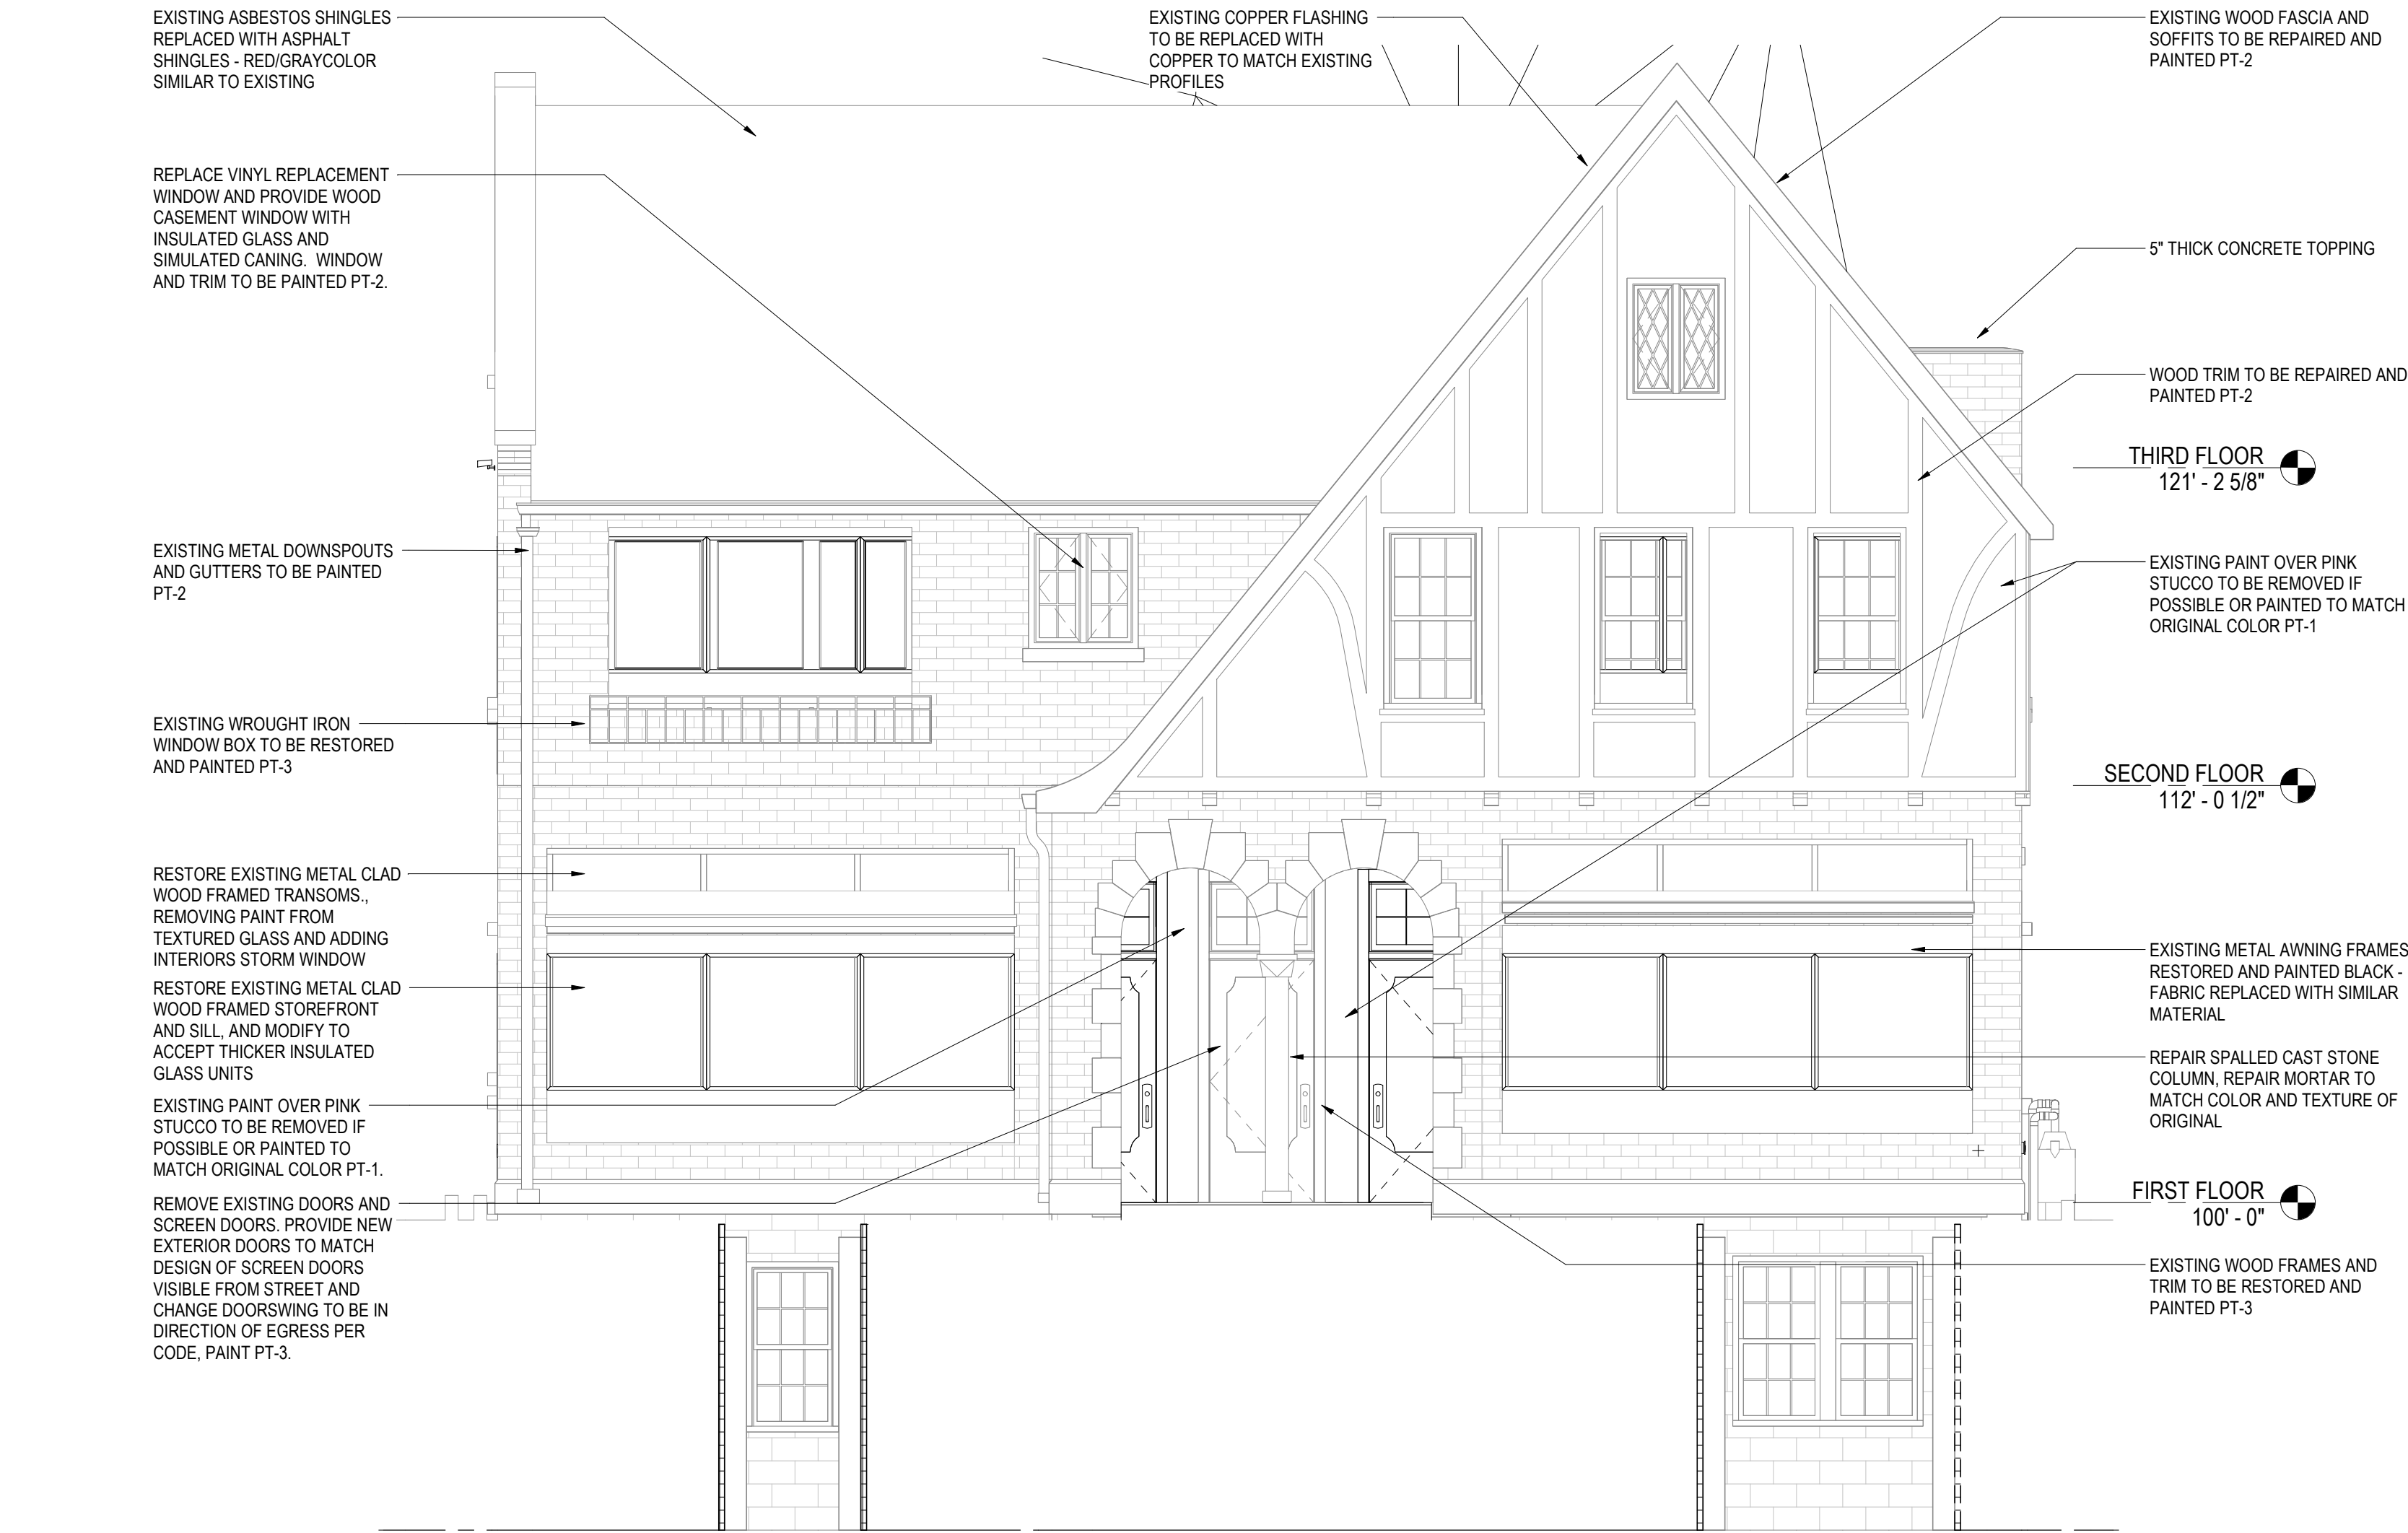 EXISTING ASBESTOS SHINGLES
REPLACED WITH ASPHALT
SHINGLES - RED/GRAYCOLOR
SIMILAR TO EXISTING
REPLACE VINYL REPLACEMENT
WINDOW AND PROVIDE WOOD
CASEMENT WINDOW WITH
INSULATED GLASS AND
SIMULATED CANING. WINDOW
AND TRIM TO BE PAINTED PT-2.
EXISTING METAL DOWNSPOUTS
AND GUTTERS TO BE PAINTED
PT-2
EXISTING WROUGHT IRON
WINDOW BOX TO BE RESTORED
AND PAINTED PT-3
RESTORE EXISTING METAL CLAD
WOOD FRAMED TRANSOMS.,
REMOVING PAINT FROM
TEXTURED GLASS AND ADDING
INTERIORS STORM WINDOW
RESTORE EXISTING METAL CLAD
WOOD FRAMED STOREFRONT
AND SILL, AND MODIFY TO
ACCEPT THICKER INSULATED
GLASS UNITS
EXISTING PAINT OVER PINK
STUCCO TO BE REMOVED IF
POSSIBLE OR PAINTED TO
MATCH ORIGINAL COLOR PT-1.
REMOVE EXISTING DOORS AND
SCREEN DOORS. PROVIDE NEW
EXTERIOR DOORS TO MATCH
DESIGN OF SCREEN DOORS
VISIBLE FROM STREET AND
CHANGE DOORSWING TO BE IN
DIRECTION OF EGRESS PER
CODE, PAINT PT-3.
EXISTING COPPER FLASHING
TO BE REPLACED WITH
COPPER TO MATCH EXISTING
PROFILES
EXISTING WOOD FASCIA AND
SOFFITS TO BE REPAIRED AND
PAINTED PT-2
5" THICK CONCRETE TOPPING
WOOD TRIM TO BE REPAIRED AND
PAINTED PT-2
THIRD FLOOR
121' - 2 5/8"
EXISTING PAINT OVER PINK
STUCCO TO BE REMOVED IF
POSSIBLE OR PAINTED TO MATCH
ORIGINAL COLOR PT-1
SECOND FLOOR
112' - 0 1/2"
EXISTING METAL AWNING FRAMES
RESTORED AND PAINTED BLACK -
FABRIC REPLACED WITH SIMILAR
MATERIAL
REPAIR SPALLED CAST STONE
COLUMN, REPAIR MORTAR TO
MATCH COLOR AND TEXTURE OF
ORIGINAL
FIRST FLOOR
100' - 0"
EXISTING WOOD FRAMES AND
TRIM TO BE RESTORED AND
PAINTED PT-3